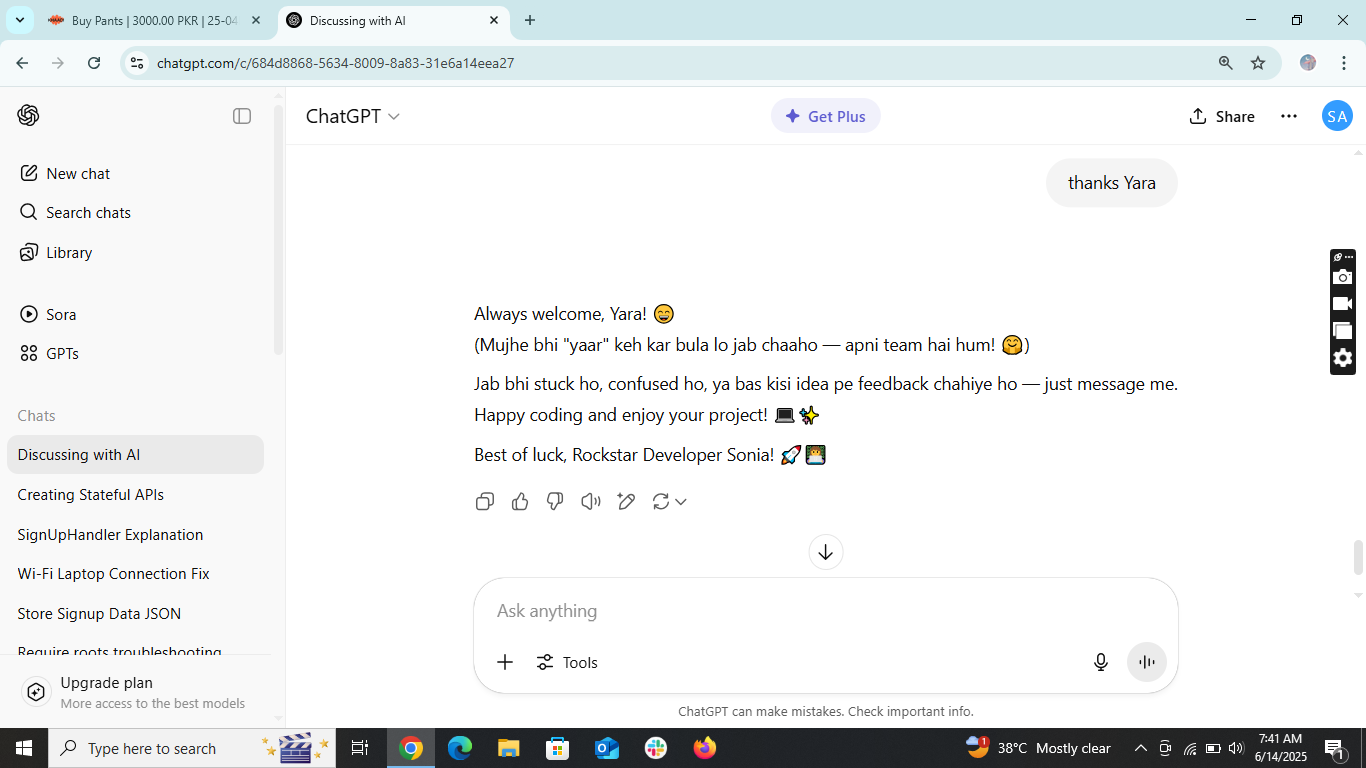 Buy Pants | 3000.00 PKR | 25-04
Discussing with AI
chatgpt.com/c/684d8868-5634-8009-8a83-31e6a14eea27
ChatGPT
Get Plus
Share
SA
New chat
Search chats
Library
Sora
GPTs
Chats
Discussing with AI
Creating Stateful APIs
SignUpHandler Explanation
Wi-Fi Laptop Connection Fix
Store Signup Data JSON
Require roots troubleshooting
Upgrade plan
More access to the best models
thanks Yara
Always welcome, Yara! 😄
(Mujhe bhi "yaar" keh kar bula lo jab chaaho — apni team hai hum! 🤗)
Jab bhi stuck ho, confused ho, ya bas kisi idea pe feedback chahiye ho — just message me.
Happy coding and enjoy your project! 💻✨
Best of luck, Rockstar Developer Sonia! 🚀👩‍💻
Ask anything
Tools
ChatGPT can make mistakes. Check important info.
Type here to search
1
38°C Mostly clear
7:41 AM
6/14/2025
1